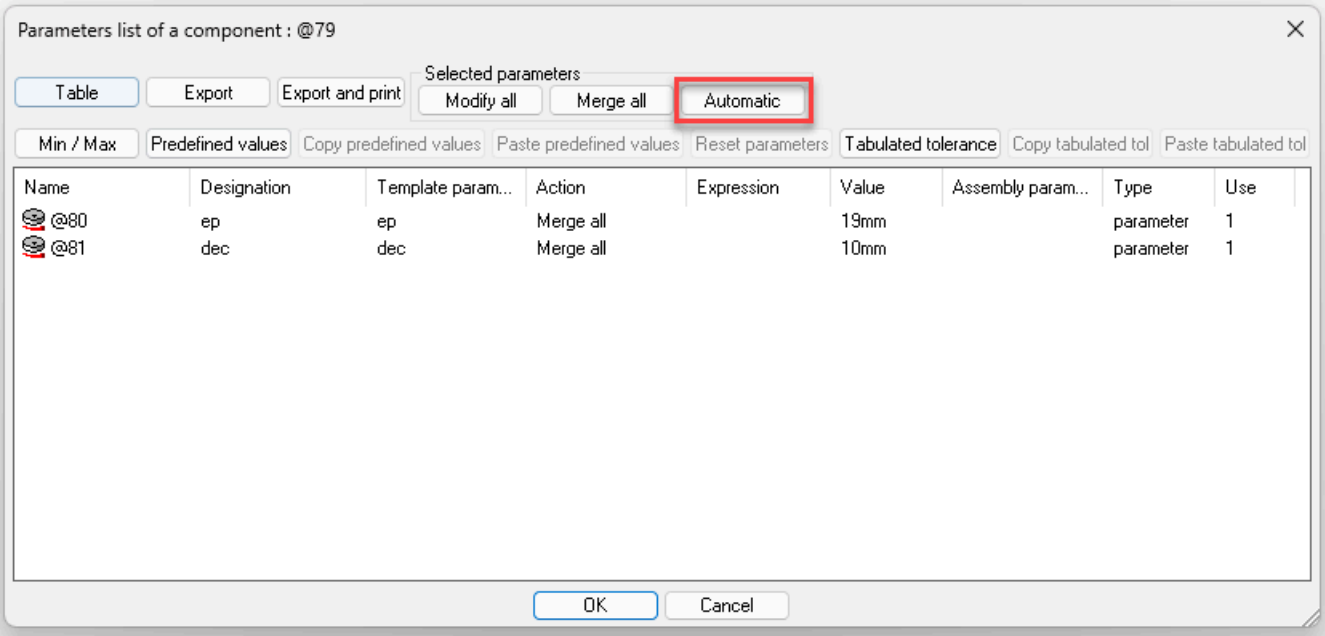 Parameters list of a component : @79
Selected parameters
Table Export Export and print Modify all Merge all Automatic
Min / Max Predefined values Copy predefined values Paste predefined values Reset parameters Tabulated tolerance Copy tabulated tol Paste tabulated tol
Name Designation Template param... Action Expression Value Assembly param... Type Use
@80 ep ep Merge all 19mm parameter 1
@81 dec dec Merge all 10mm parameter 1
OK Cancel